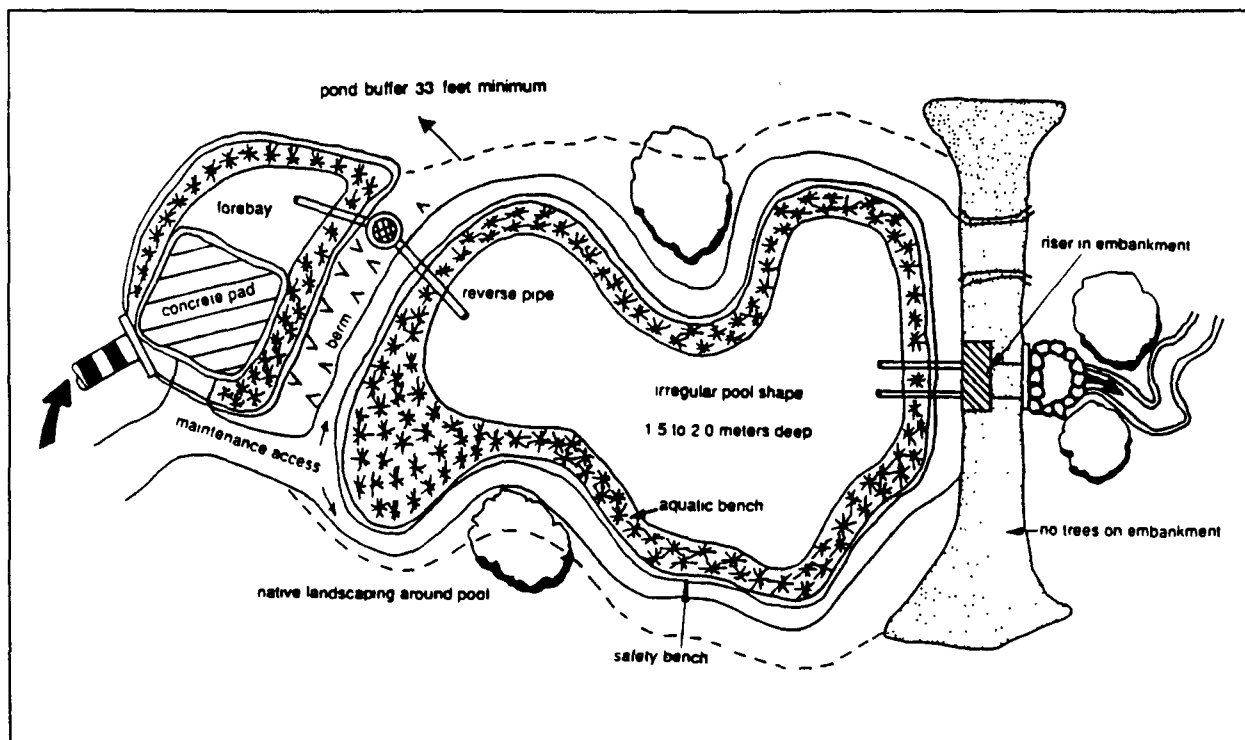 pond buffer 33 feet minimum
forebay
concrete pad
berm
reverse pipe
riser in embankment
irregular pool shape
1 5 to 2 0 meters deep
maintenance access
aquatic bench
no trees on embankment
native landscaping around pool
safety bench